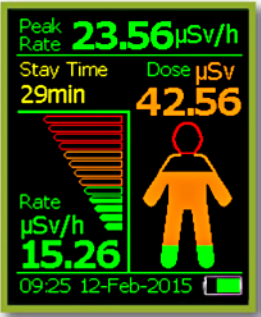 Peak Rate 23.56µSv/h
Stay Time
29min
Dose µSv
42.56
Rate
µSv/h
15.26
09:25 12-Feb-2015